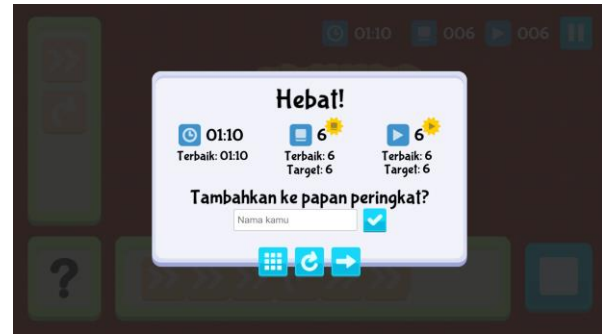 01:10 006 006
Hebat!
01:10 6 6
Terbaik: 01:10 Terbaik: 6 Terbaik: 6
Target: 6 Target: 6
Tambahkan ke papan peringkat?
Nama kamu
?